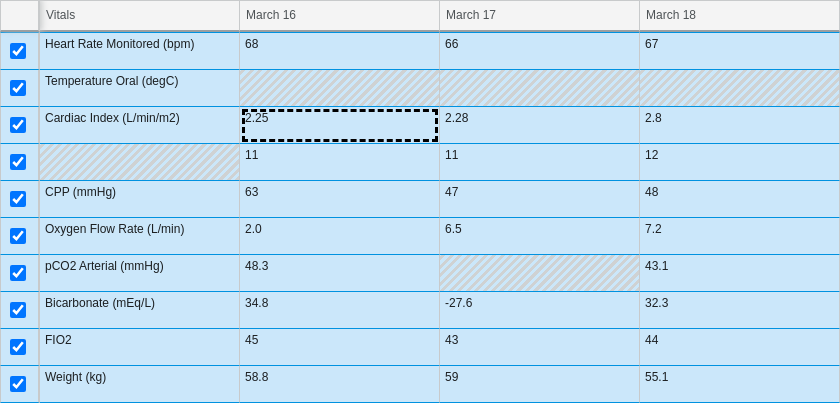 Vitals March 16 March 17 March 18
Heart Rate Monitored (bpm) 68 66 67
Temperature Oral (degC)
Cardiac Index (L/min/m2) 2.25 2.28 2.8
11 11 12
CPP (mmHg) 63 47 48
Oxygen Flow Rate (L/min) 2.0 6.5 7.2
pCO2 Arterial (mmHg) 48.3 43.1
Bicarbonate (mEq/L) 34.8 -27.6 32.3
FIO2 45 43 44
Weight (kg) 58.8 59 55.1